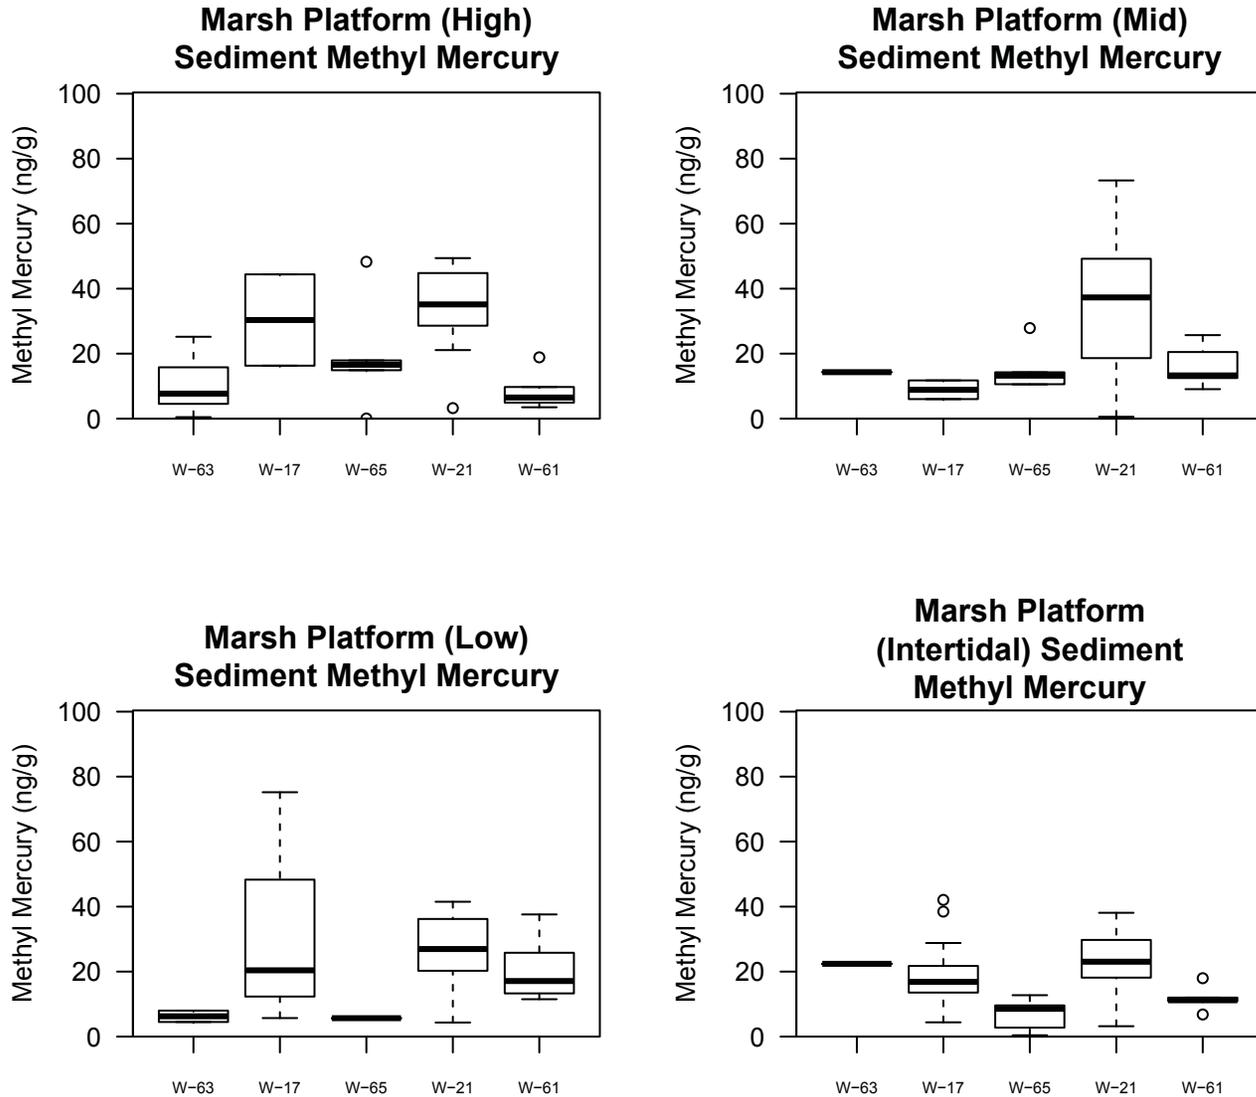 Marsh Platform (High)
Sediment Methyl Mercury
Methyl Mercury (ng/g)
100
80
60
40
20
0
W−63 W−17 W−65 W−21 W−61
Marsh Platform (Mid)
Sediment Methyl Mercury
Methyl Mercury (ng/g)
100
80
60
40
20
0
W−63 W−17 W−65 W−21 W−61
Marsh Platform (Low)
Sediment Methyl Mercury
Methyl Mercury (ng/g)
100
80
60
40
20
0
W−63 W−17 W−65 W−21 W−61
Marsh Platform
(Intertidal) Sediment
Methyl Mercury
Methyl Mercury (ng/g)
100
80
60
40
20
0
W−63 W−17 W−65 W−21 W−61